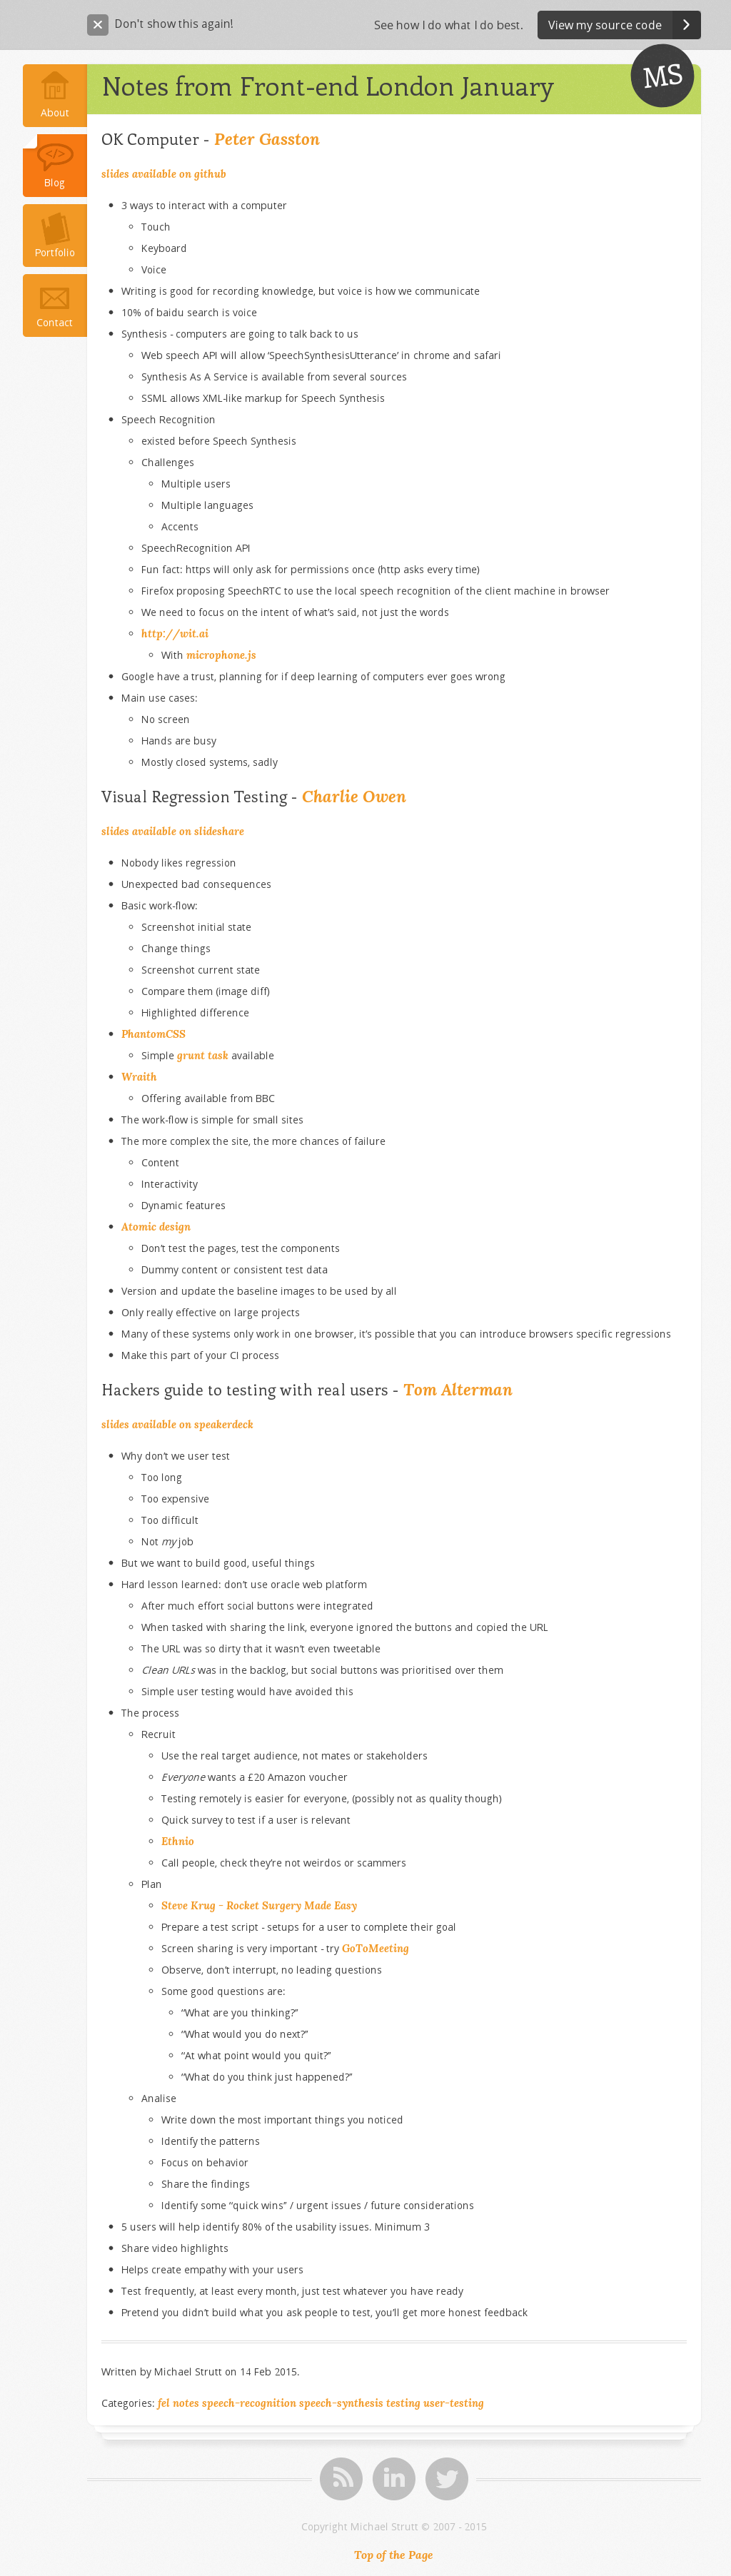 Don't show this again!
See how I do what I do best.
View my source code
MS
Notes from Front-end London January
About
Blog
Portfolio
Contact
OK Computer - Peter Gasston
slides available on github
3 ways to interact with a computer
Touch
Keyboard
Voice
Writing is good for recording knowledge, but voice is how we communicate
10% of baidu search is voice
Synthesis - computers are going to talk back to us
Web speech API will allow ‘SpeechSynthesisUtterance’ in chrome and safari
Synthesis As A Service is available from several sources
SSML allows XML-like markup for Speech Synthesis
Speech Recognition
existed before Speech Synthesis
Challenges
Multiple users
Multiple languages
Accents
SpeechRecognition API
Fun fact: https will only ask for permissions once (http asks every time)
Firefox proposing SpeechRTC to use the local speech recognition of the client machine in browser
We need to focus on the intent of what’s said, not just the words
http://wit.ai
With microphone.js
Google have a trust, planning for if deep learning of computers ever goes wrong
Main use cases:
No screen
Hands are busy
Mostly closed systems, sadly
Visual Regression Testing - Charlie Owen
slides available on slideshare
Nobody likes regression
Unexpected bad consequences
Basic work-flow:
Screenshot initial state
Change things
Screenshot current state
Compare them (image diff)
Highlighted difference
PhantomCSS
Simple grunt task available
Wraith
Offering available from BBC
The work-flow is simple for small sites
The more complex the site, the more chances of failure
Content
Interactivity
Dynamic features
Atomic design
Don’t test the pages, test the components
Dummy content or consistent test data
Version and update the baseline images to be used by all
Only really effective on large projects
Many of these systems only work in one browser, it’s possible that you can introduce browsers specific regressions
Make this part of your CI process
Hackers guide to testing with real users - Tom Alterman
slides available on speakerdeck
Why don’t we user test
Too long
Too expensive
Too difficult
Not my job
But we want to build good, useful things
Hard lesson learned: don’t use oracle web platform
After much effort social buttons were integrated
When tasked with sharing the link, everyone ignored the buttons and copied the URL
The URL was so dirty that it wasn’t even tweetable
Clean URLs was in the backlog, but social buttons was prioritised over them
Simple user testing would have avoided this
The process
Recruit
Use the real target audience, not mates or stakeholders
Everyone wants a £20 Amazon voucher
Testing remotely is easier for everyone, (possibly not as quality though)
Quick survey to test if a user is relevant
Ethnio
Call people, check they’re not weirdos or scammers
Plan
Steve Krug - Rocket Surgery Made Easy
Prepare a test script - setups for a user to complete their goal
Screen sharing is very important - try GoToMeeting
Observe, don’t interrupt, no leading questions
Some good questions are:
“What are you thinking?”
“What would you do next?”
“At what point would you quit?”
“What do you think just happened?”
Analise
Write down the most important things you noticed
Identify the patterns
Focus on behavior
Share the findings
Identify some “quick wins” / urgent issues / future considerations
5 users will help identify 80% of the usability issues. Minimum 3
Share video highlights
Helps create empathy with your users
Test frequently, at least every month, just test whatever you have ready
Pretend you didn’t build what you ask people to test, you’ll get more honest feedback
Written by Michael Strutt on 14 Feb 2015.
Categories: fel notes speech-recognition speech-synthesis testing user-testing
in
Copyright Michael Strutt © 2007 - 2015
Top of the Page